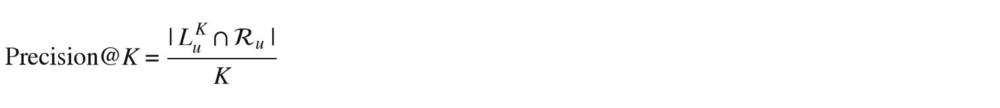 Precision@K = |L_u^K ∩ ℛ_u| / K